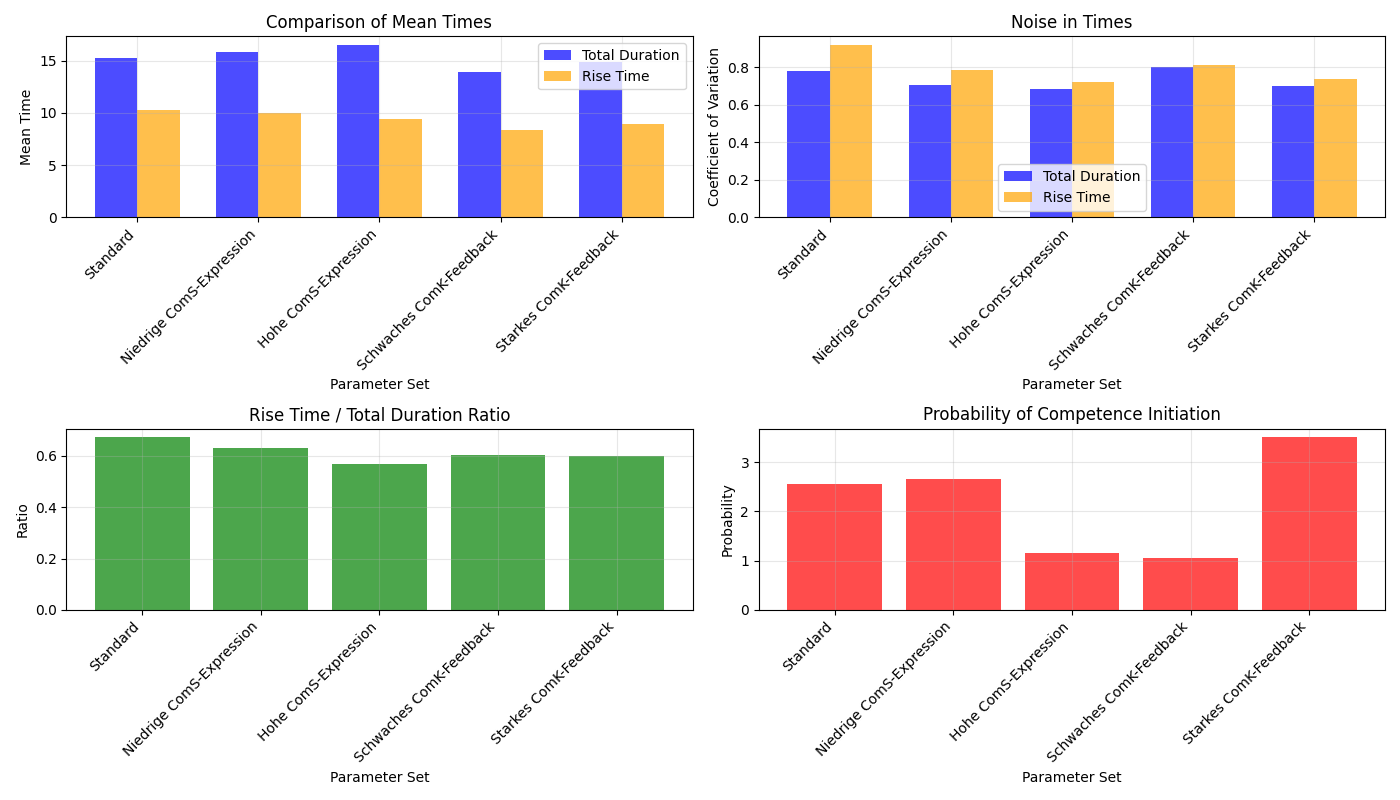 Comparison of Mean Times
Mean Time
15
10
5
0
Total Duration
Rise Time
Standard
Niedrige ComS-Expression
Hohe ComS-Expression
Schwaches ComK-Feedback
Starkes ComK-Feedback
Parameter Set
Noise in Times
Coefficient of Variation
0.8
0.6
0.4
0.2
0.0
Total Duration
Rise Time
Standard
Niedrige ComS-Expression
Hohe ComS-Expression
Schwaches ComK-Feedback
Starkes ComK-Feedback
Parameter Set
Rise Time / Total Duration Ratio
Ratio
0.6
0.4
0.2
0.0
Standard
Niedrige ComS-Expression
Hohe ComS-Expression
Schwaches ComK-Feedback
Starkes ComK-Feedback
Parameter Set
Probability of Competence Initiation
Probability
3
2
1
0
Standard
Niedrige ComS-Expression
Hohe ComS-Expression
Schwaches ComK-Feedback
Starkes ComK-Feedback
Parameter Set